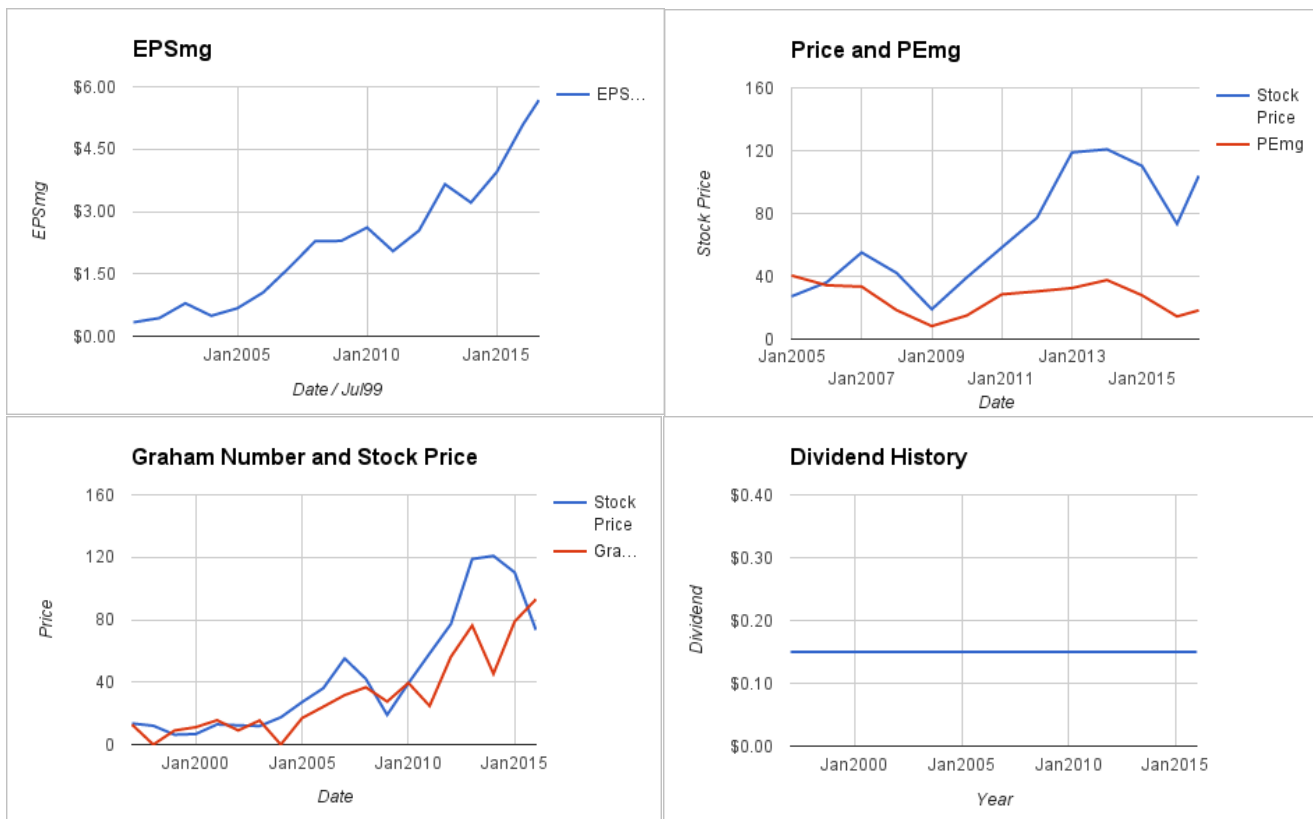 EPSmg
$6.00
$4.50
$3.00
$1.50
$0.00
EPSmg
Jan2005
Jan2010
Jan2015
Date / Jul99
EPS…
Price and PEmg
160
120
80
40
0
Stock Price
Jan2005
Jan2009
Jan2013
Jan2007
Jan2011
Jan2015
Date
Stock
Price
PEmg
Graham Number and Stock Price
160
120
80
40
0
Price
Jan2000
Jan2005
Jan2010
Jan2015
Date
Stock
Price
Gra…
Dividend History
$0.40
$0.30
$0.20
$0.10
$0.00
Dividend
Jan2000
Jan2005
Jan2010
Jan2015
Year